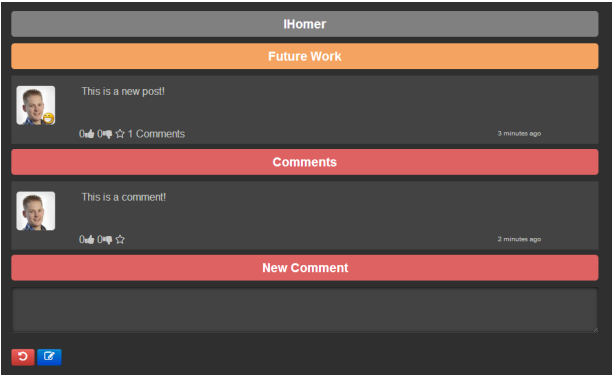 IHomer
Future Work
This is a new post!
0 0 1 Comments
3 minutes ago
Comments
This is a comment!
0 0
2 minutes ago
New Comment